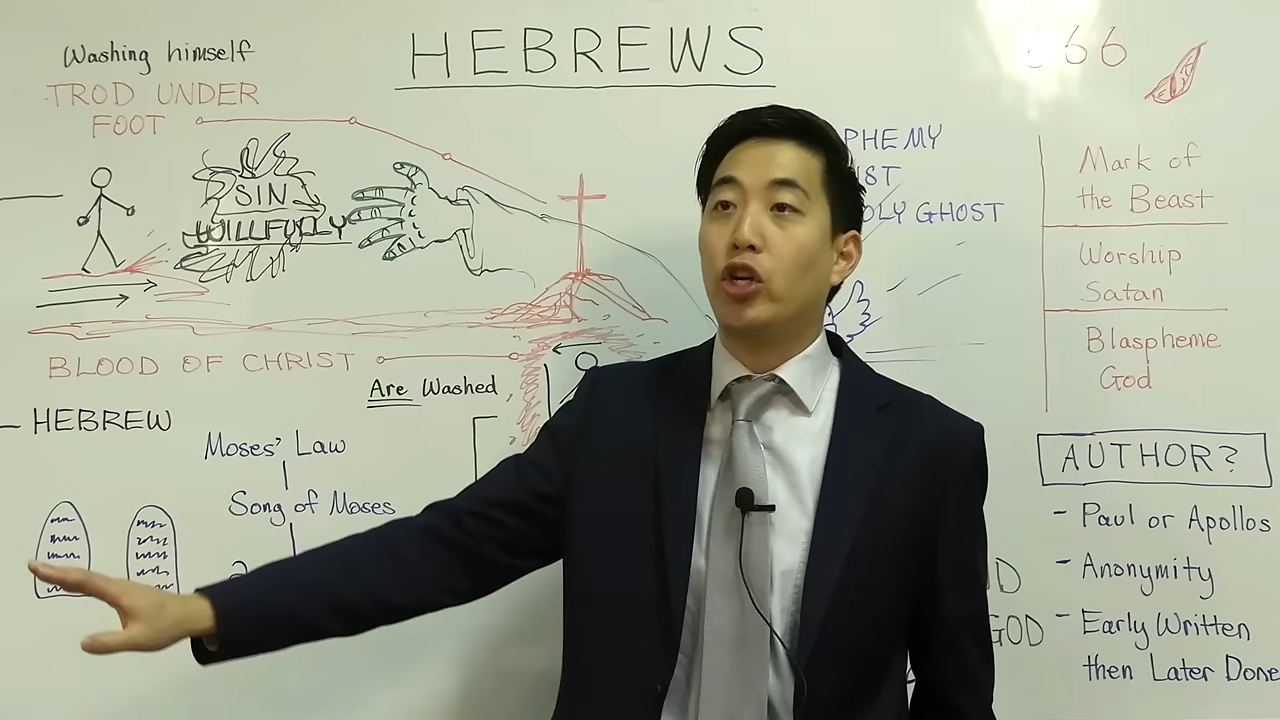 HEBREWS
Washing himself
TROD UNDER
FOOT
SIN
WILLFULLY
BLOOD OF CHRIST
Are Washed
HEBREW
Moses' Law
Song of Moses
PHEMY
OLY GHOST
666
Mark of
the Beast
Worship
Satan
Blaspheme
God
AUTHOR?
- Paul or Apollos
- Anonymity
- Early Written
then Later Done
GOD